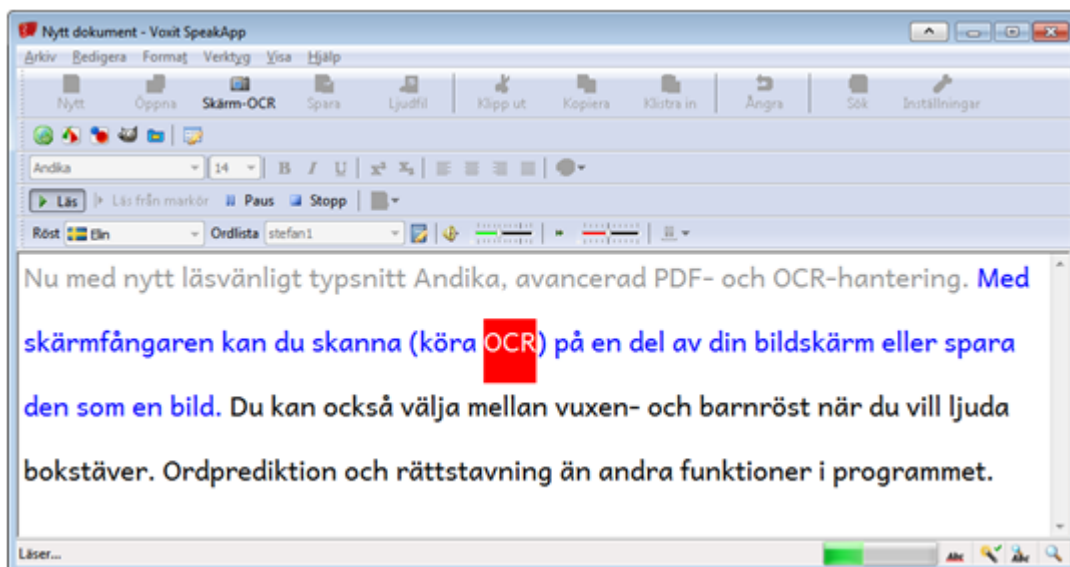 Nytt dokument - Voxit SpeakApp
Arkiv Redigera Format Verktyg Visa Hjälp
Nytt Öppna Skärm-OCR Spara Ljudfil Klipp ut Kopiera Klistra in Ångra Sök Inställningar
Andika 14 B I U x² X₂
Läs Läs från markör Paus Stopp
Röst Elin Ordlista stefan1
Nu med nytt läsvänligt typsnitt Andika, avancerad PDF- och OCR-hantering. Med
skärmfångaren kan du skanna (köra OCR) på en del av din bildskärm eller spara
den som en bild. Du kan också välja mellan vuxen- och barnröst när du vill ljuda
bokstäver. Ordprediktion och rättstavning än andra funktioner i programmet.
Läser...